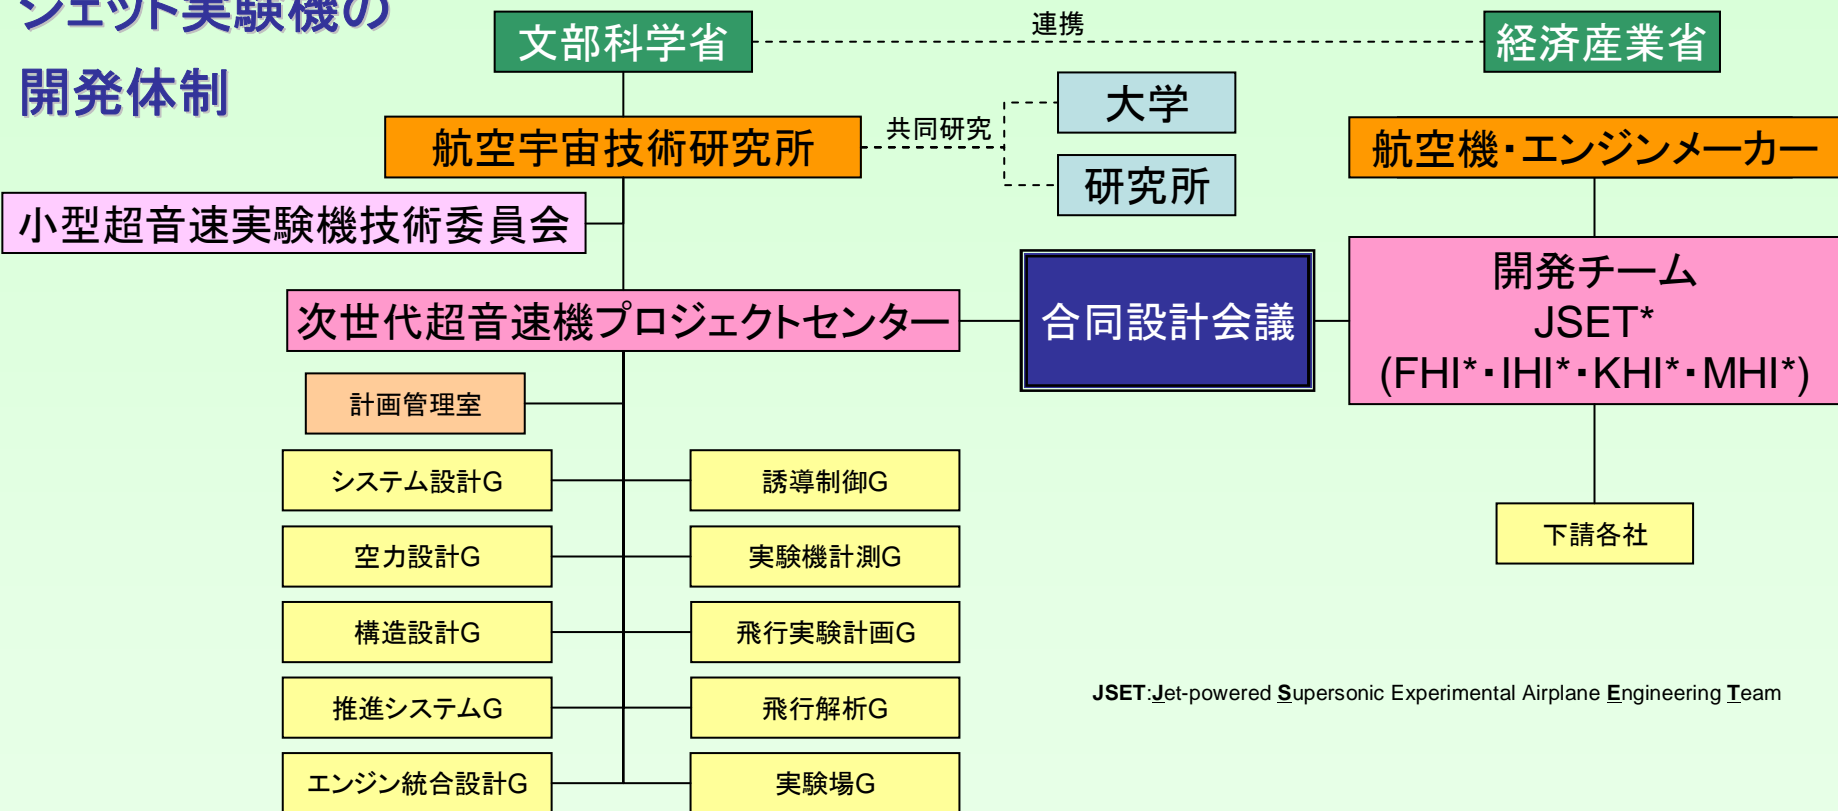 ジェット実験機の
開発体制
文部科学省
連携
経済産業省
大学
共同研究
航空宇宙技術研究所
研究所
航空機・エンジンメーカー
小型超音速実験機技術委員会
次世代超音速機プロジェクトセンター
合同設計会議
開発チーム
JSET*
(FHI*・IHI*・KHI*・MHI*)
計画管理室
システム設計G
誘導制御G
空力設計G
実験機計測G
下請各社
構造設計G
飛行実験計画G
推進システムG
飛行解析G
JSET:Jet-powered Supersonic Experimental Airplane Engineering Team
エンジン統合設計G
実験場G